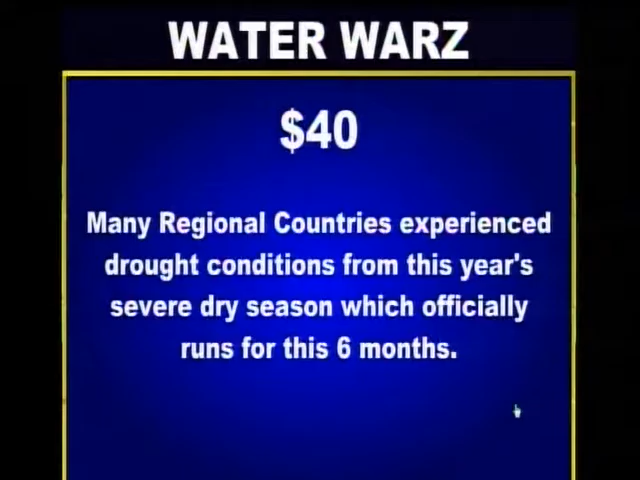 WATER WARZ
$40
Many Regional Countries experienced
drought conditions from this year's
severe dry season which officially
runs for this 6 months.